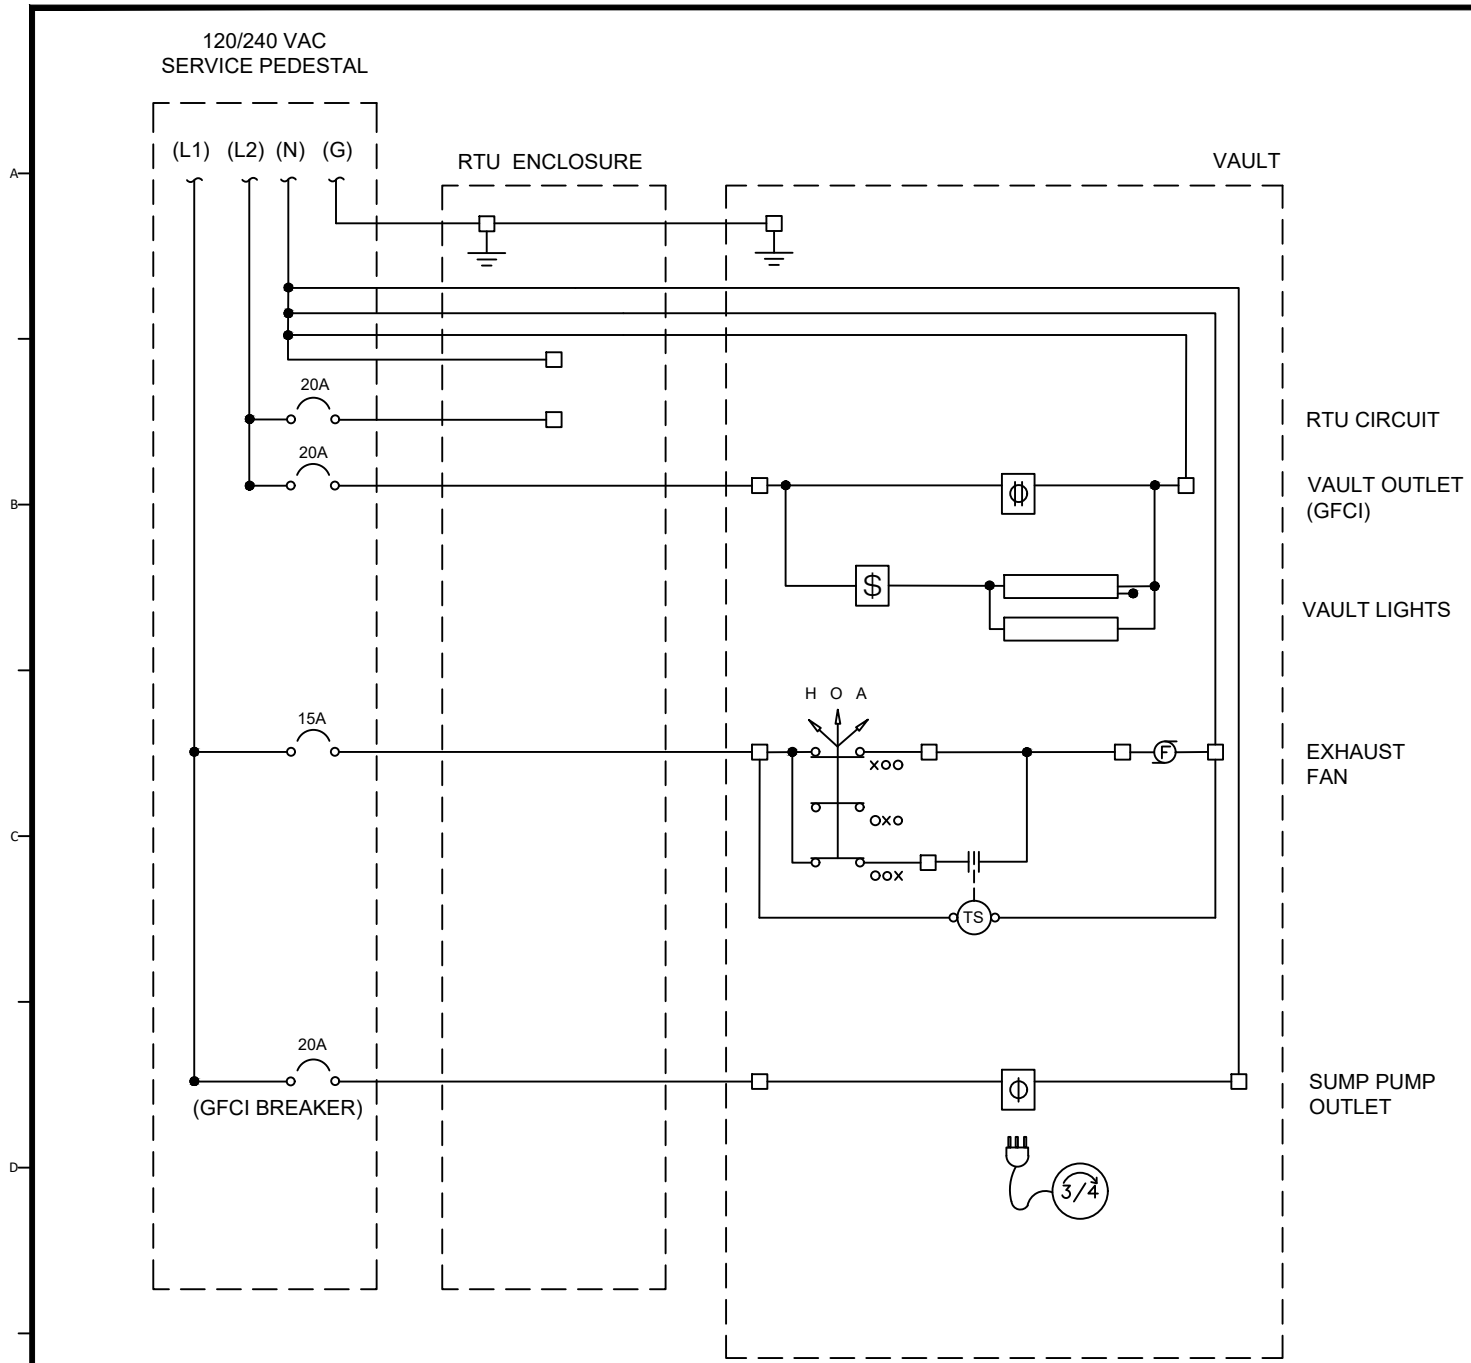 120/240 VAC
SERVICE PEDESTAL
(L1) (L2) (N) (G)
RTU ENCLOSURE
VAULT
A
20A
RTU CIRCUIT
20A
VAULT OUTLET
(GFCI)
B
$
VAULT LIGHTS
H O A
15A
F
EXHAUST
FAN
XOO
OXO
C
OOX
TS
20A
(GFCI BREAKER)
SUMP PUMP
OUTLET
D
3/4